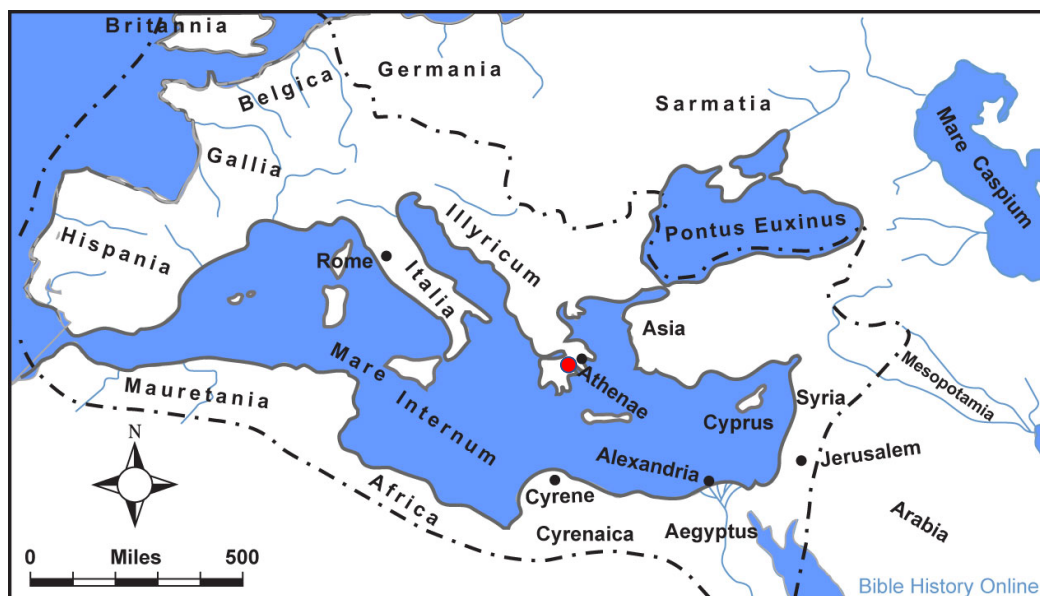 Britannia
Germania
Belgica
Sarmatia
Mare Caspium
Gallia
Illyricum
Pontus Euxinus
Hispania
Rome
Italia
Asia
Mare Internum
Athenae
Mesopotamia
Mauretania
Syria
Cyprus
Jerusalem
Alexandria
N
Africa
Cyrene
Arabia
Cyrenaica
Aegyptus
0 Miles 500
Bible History Online